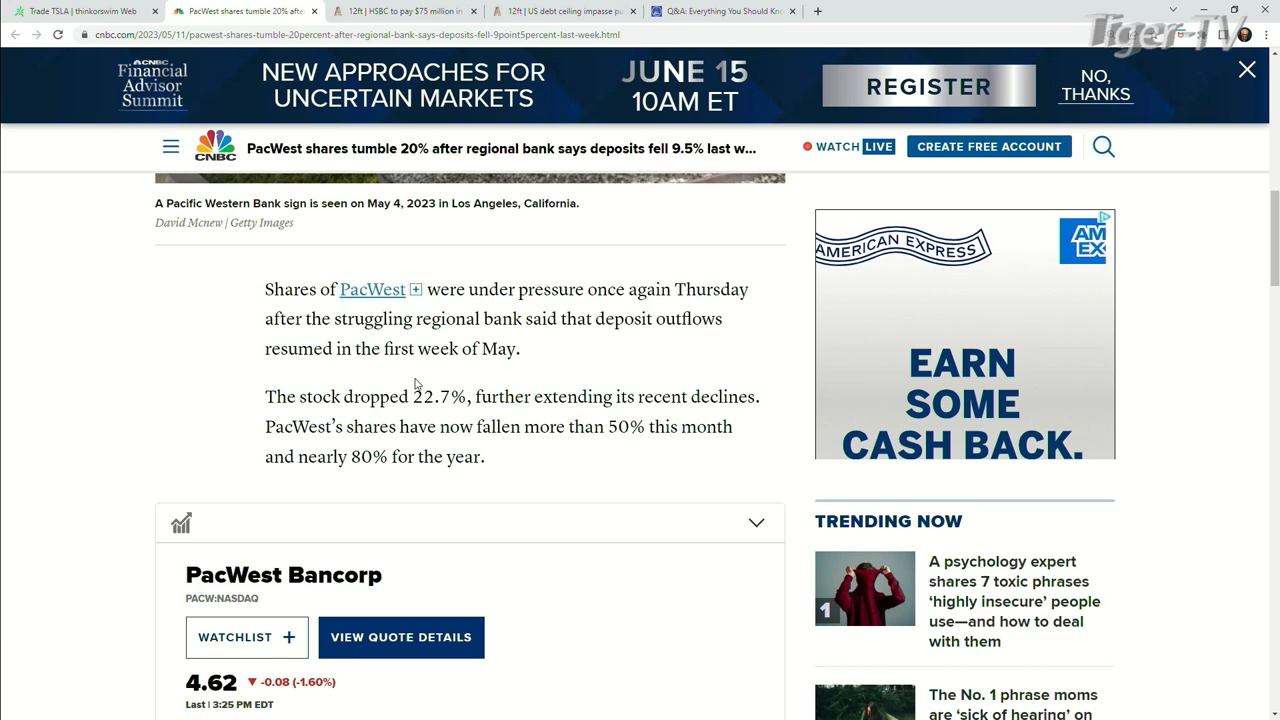 Trade TSLA | thinkorswim Web
PacWest shares tumble 20% afte
12ft | HSBC to pay $75 million in
12ft | US debt ceiling impasse pu
Q&A: Everything You Should Kno
Tiger TV
cnbc.com/2023/05/11/pacwest-shares-tumble-20percent-after-regional-bank-says-deposits-fell-9point5percent-last-week.html
CNBC
Financial
Advisor
Summit
NEW APPROACHES FOR
UNCERTAIN MARKETS
JUNE 15
10AM ET
REGISTER
NO,
THANKS
CNBC
PacWest shares tumble 20% after regional bank says deposits fell 9.5% last w...
WATCH LIVE
CREATE FREE ACCOUNT
A Pacific Western Bank sign is seen on May 4, 2023 in Los Angeles, California.
David Mcnew | Getty Images
Shares of PacWest were under pressure once again Thursday
after the struggling regional bank said that deposit outflows
resumed in the first week of May.
The stock dropped 22.7%, further extending its recent declines.
PacWest’s shares have now fallen more than 50% this month
and nearly 80% for the year.
PacWest Bancorp
PACW:NASDAQ
WATCHLIST +
VIEW QUOTE DETAILS
4.62 ▼ -0.08 (-1.60%)
Last | 3:25 PM EDT
AMERICAN EXPRESS
AM
EX
EARN
SOME
CASH BACK.
TRENDING NOW
1
A psychology expert
shares 7 toxic phrases
‘highly insecure’ people
use—and how to deal
with them
The No. 1 phrase moms
are ‘sick of hearing’ on